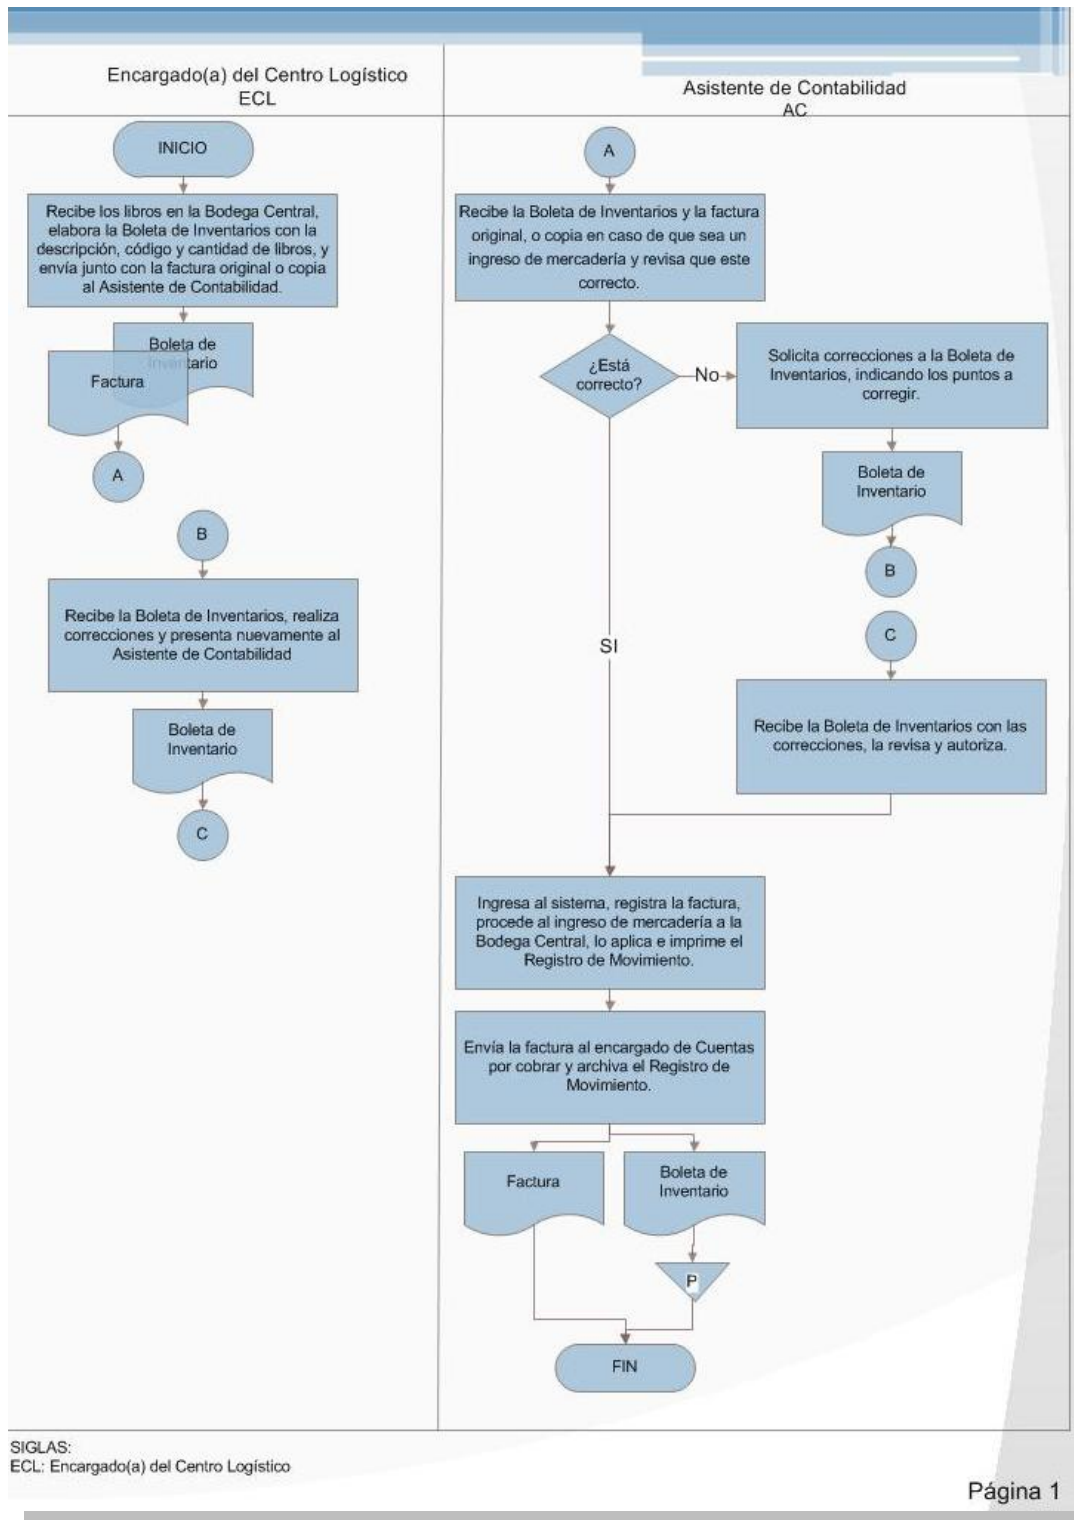 Encargado(a) del Centro Logístico
ECL
INICIO
Recibe los libros en la Bodega Central,
elabora la Boleta de Inventarios con la
descripción, código y cantidad de libros, y
envía junto con la factura original o copia
al Asistente de Contabilidad.
Boleta de
Inventario
Factura
A
B
Recibe la Boleta de Inventarios, realiza
correcciones y presenta nuevamente al
Asistente de Contabilidad
Boleta de
Inventario
C
Asistente de Contabilidad
AC
A
Recibe la Boleta de Inventarios y la factura
original, o copia en caso de que sea un
ingreso de mercadería y revisa que este
correcto.
¿Está
correcto?
No
Solicita correcciones a la Boleta de
Inventarios, indicando los puntos a
corregir.
Boleta de
Inventario
B
C
SI
Recibe la Boleta de Inventarios con las
correcciones, la revisa y autoriza.
Ingresa al sistema, registra la factura,
procede al ingreso de mercadería a la
Bodega Central, lo aplica e imprime el
Registro de Movimiento.
Envía la factura al encargado de Cuentas
por cobrar y archiva el Registro de
Movimiento.
Factura
Boleta de
Inventario
P
FIN
SIGLAS:
ECL: Encargado(a) del Centro Logístico
Página 1